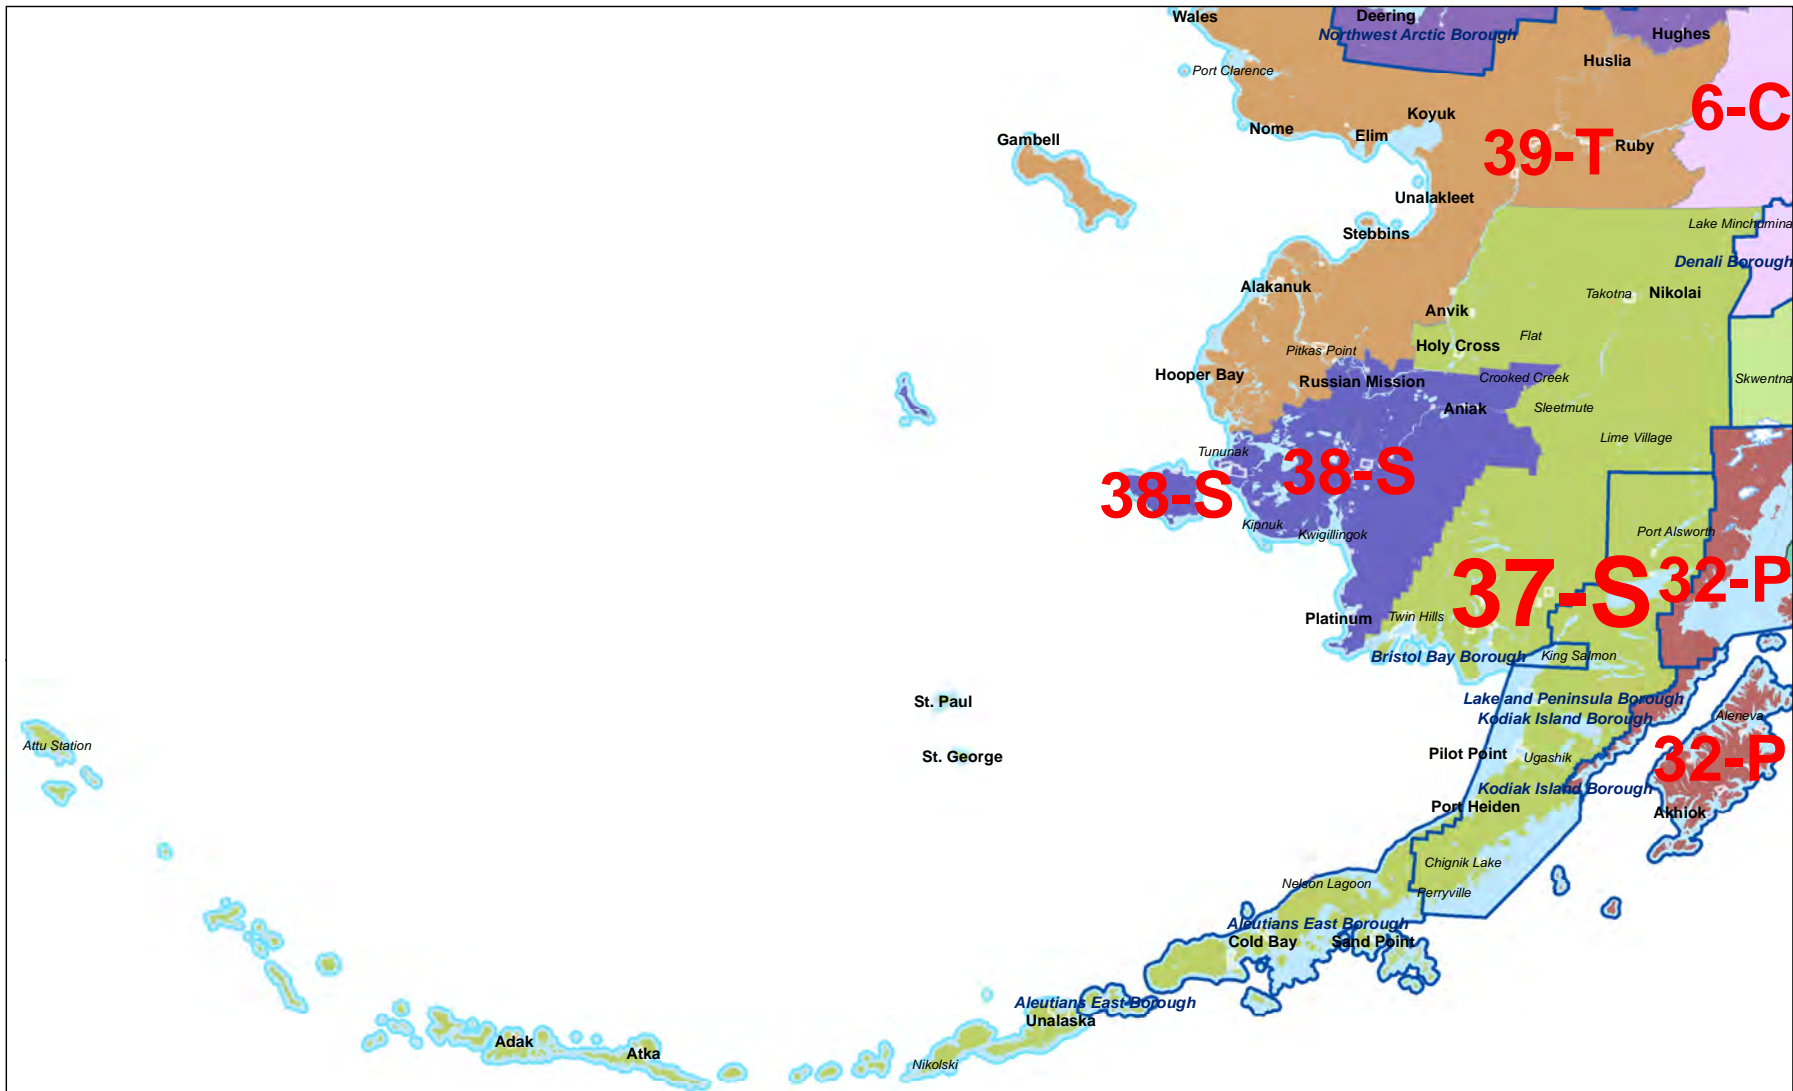 Wales
Deering
Northwest Arctic Borough
Hughes
Huslia
Port Clarence
6-C
Koyuk
Nome
Elim
Gambell
39-T
Ruby
Unalakleet
Stebbins
Lake Minchumina
Denali Borough
Alakanuk
Takotna
Nikolai
Anvik
Flat
Holy Cross
Pitkas Point
Hooper Bay
Russian Mission
Crooked Creek
Skwentna
Aniak
Sleetmute
Lime Village
Tununak
38-S
38-S
Kipnuk
Kwigillingok
Port Alsworth
37-S
32-P
Platinum
Twin Hills
Bristol Bay Borough
King Salmon
St. Paul
Lake and Peninsula Borough
Kodiak Island Borough
Aleneva
Attu Station
St. George
Pilot Point
Ugashik
32-P
Kodiak Island Borough
Port Heiden
Akhiok
Chignik Lake
Nelson Lagoon
Perryville
Aleutians East Borough
Cold Bay
Sand Point
Aleutians East Borough
Unalaska
Adak
Atka
Nikolski